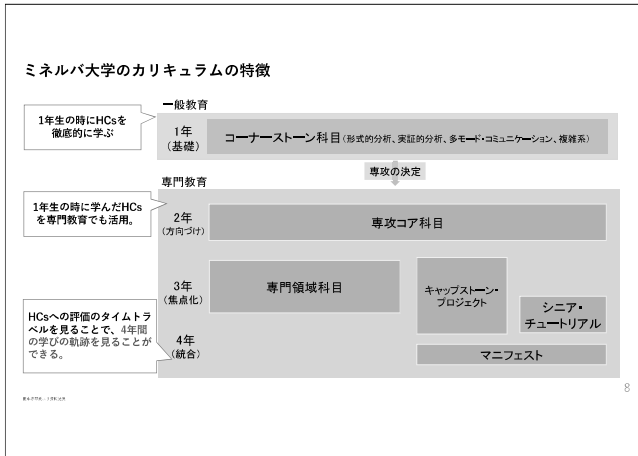 ミネルバ大学のカリキュラムの特徴
一般教育
1年生の時にHCsを
徹底的に学ぶ
1年
(基礎)
コーナーストーン科目(形式的分析、実証的分析、多モード・コミュニケーション、複雑系)
専攻の決定
専門教育
1年生の時に学んだHCs
を専門教育でも活用。
2年
(方向づけ)
専攻コア科目
3年
(焦点化)
専門領域科目
キャップストーン・
プロジェクト
シニア・
チュートリアル
HCsへの評価のタイムトラ
ベルを見ることで、4年間
の学びの軌跡を見ることが
できる。
4年
(統合)
マニフェスト
8